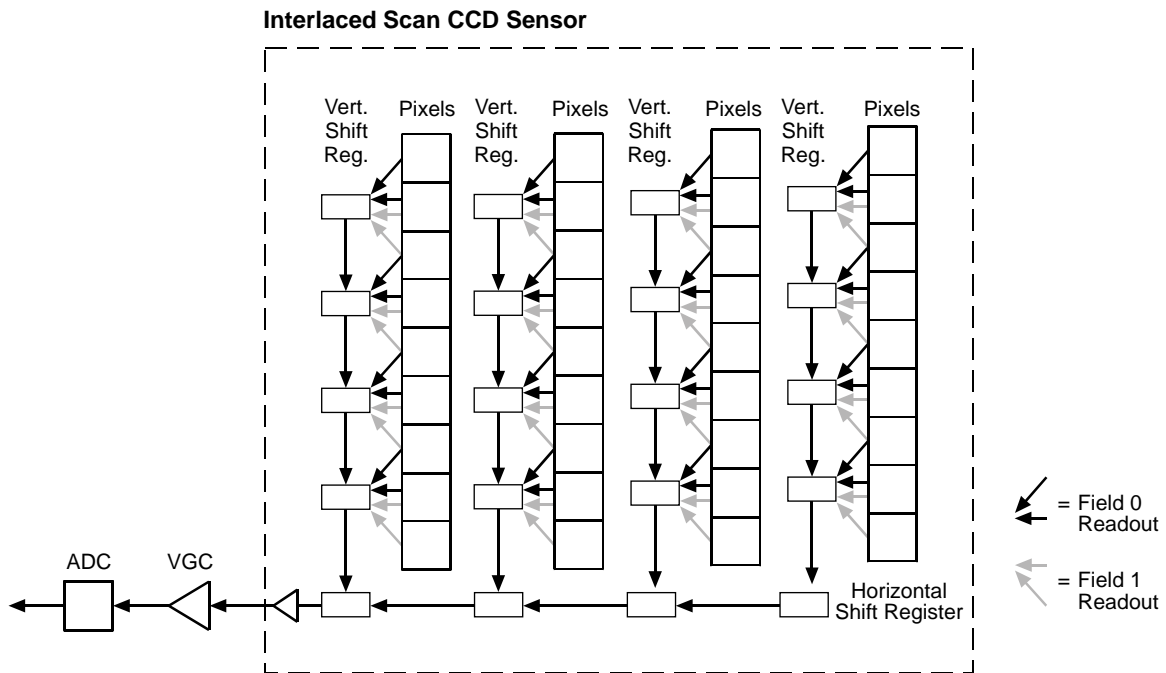 Interlaced Scan CCD Sensor
Vert.
Shift
Reg.
Pixels
Vert.
Shift
Reg.
Pixels
Vert.
Shift
Reg.
Pixels
Vert.
Shift
Reg.
Pixels
= Field 0
Readout
= Field 1
Readout
ADC
VGC
Horizontal
Shift Register